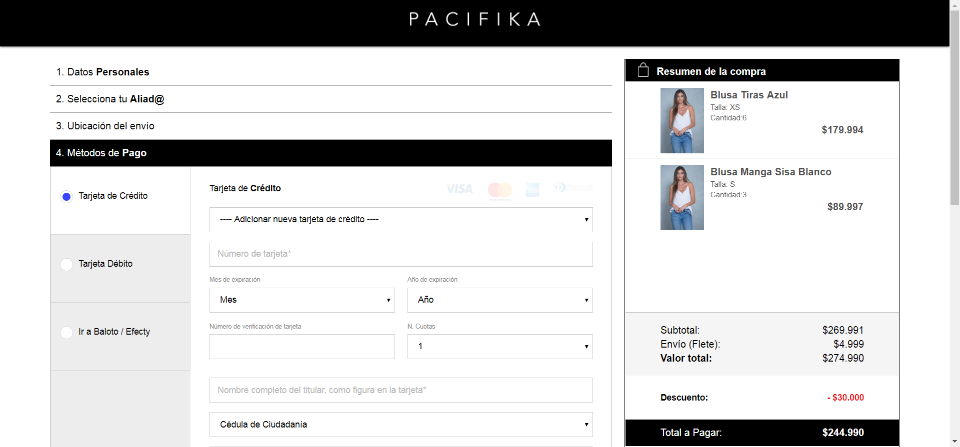 PACIFIKA
1. Datos Personales
2. Selecciona tu Aliad@
3. Ubicación del envío
4. Métodos de Pago
Tarjeta de Crédito
Tarjeta Débito
Ir a Baloto / Efecty
Tarjeta de Crédito
VISA
---- Adicionar nueva tarjeta de crédito ----
Número de tarjeta*
Mes de expiración
Año de expiración
Mes
Año
Número de verificación de tarjeta
N. Cuotas
1
Nombre completo del titular, como figura en la tarjeta*
Cédula de Ciudadanía
Resumen de la compra
Blusa Tiras Azul
Talla: XS
Cantidad:6
$179.994
Blusa Manga Sisa Blanco
Talla: S
Cantidad:3
$89.997
Subtotal: $269.991
Envío (Flete): $4.999
Valor total: $274.990
Descuento: - $30.000
Total a Pagar: $244.990